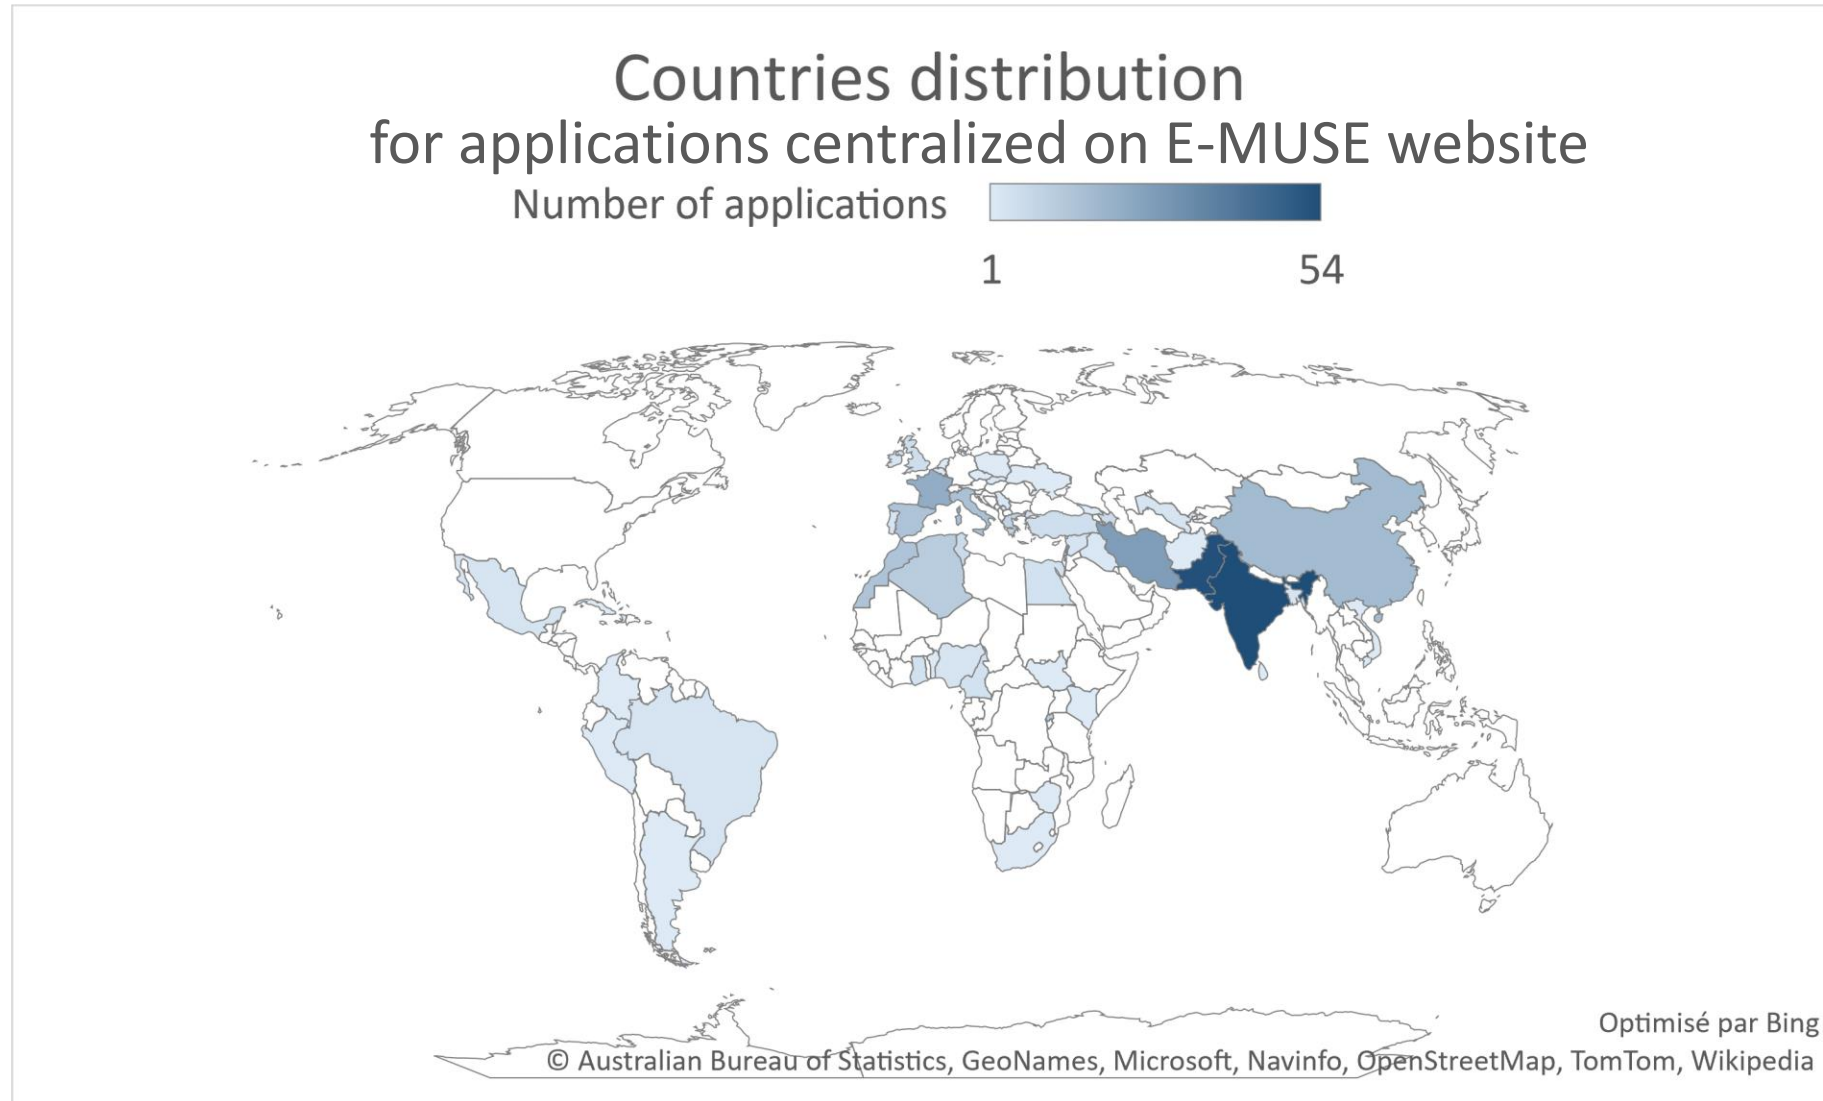 Countries distribution
for applications centralized on E-MUSE website
Number of applications
1 54
Optimisé par Bing
© Australian Bureau of Statistics, GeoNames, Microsoft, Navinfo, OpenStreetMap, TomTom, Wikipedia